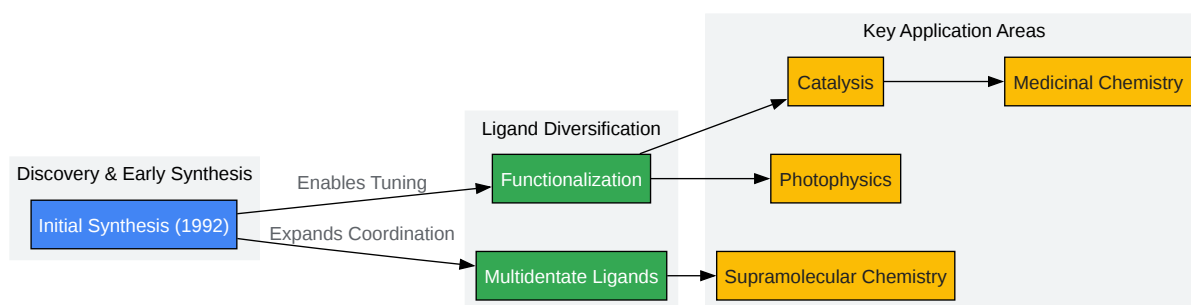 Key Application Areas
Catalysis
Medicinal Chemistry
Ligand Diversification
Discovery & Early Synthesis
Enables Tuning
Functionalization
Photophysics
Initial Synthesis (1992)
Expands Coordination
Multidentate Ligands
Supramolecular Chemistry